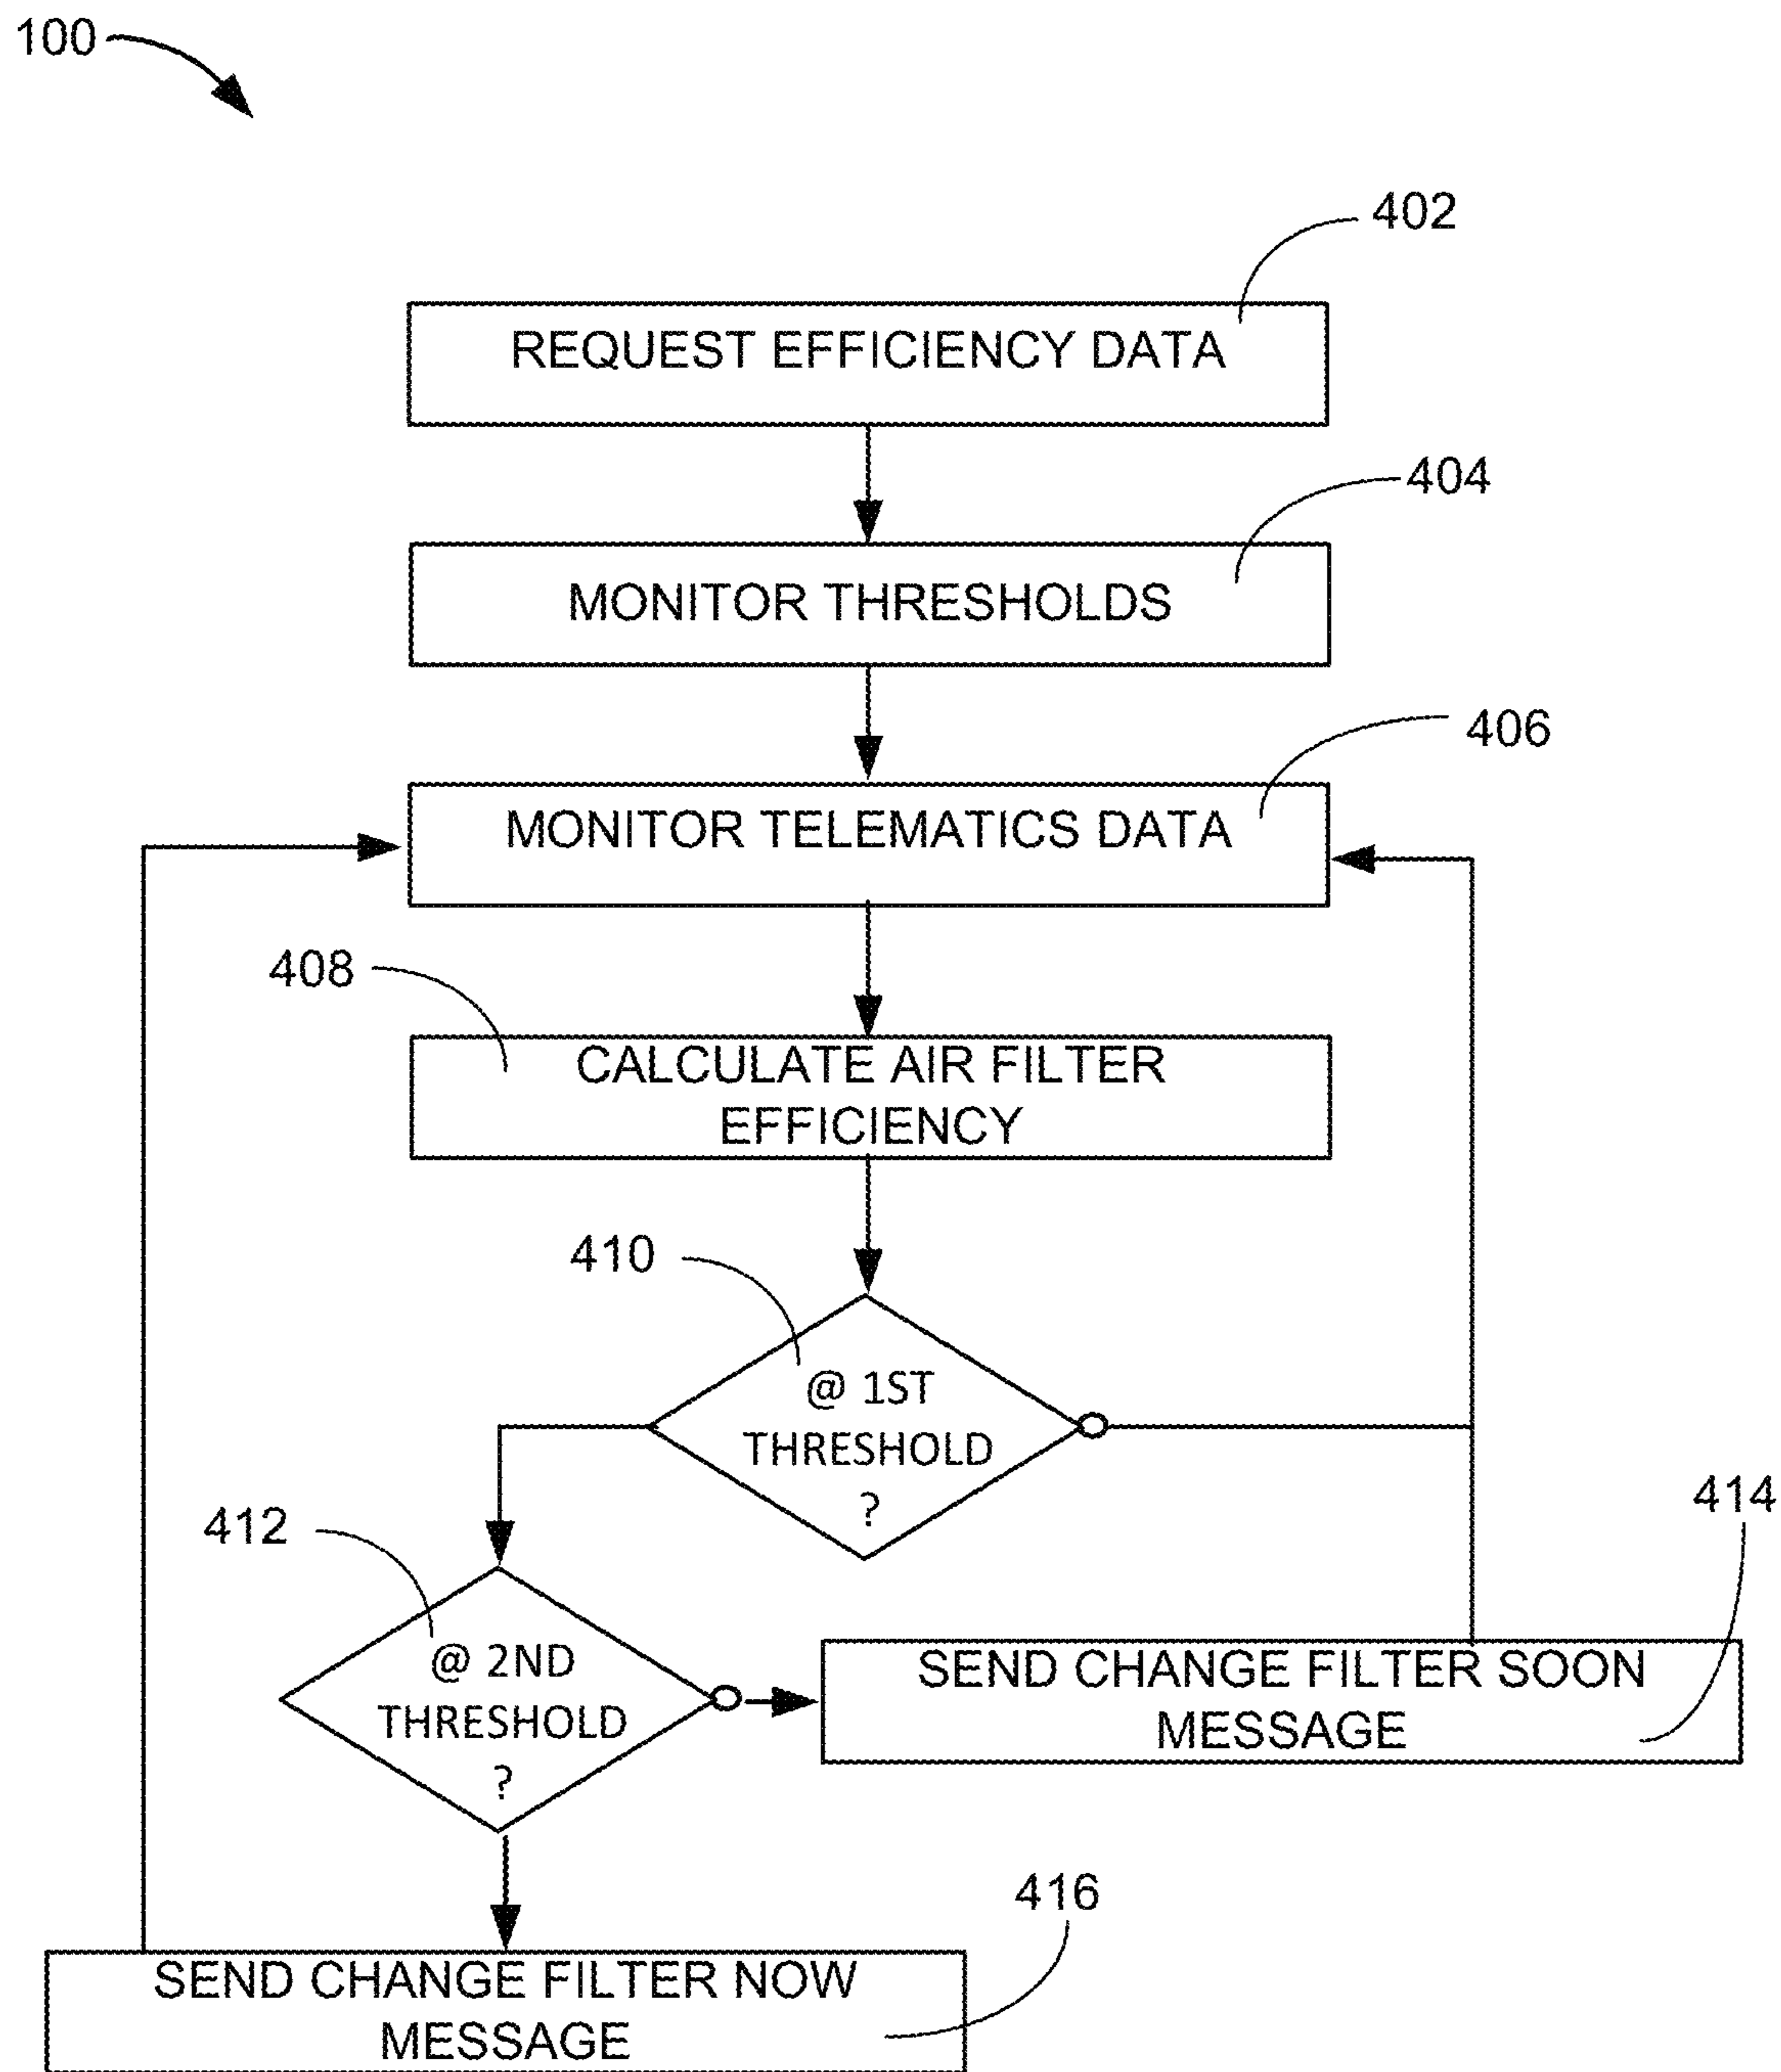 100
402
REQUEST EFFICIENCY DATA
404
MONITOR THRESHOLDS
406
MONITOR TELEMATICS DATA
408
CALCULATE AIR FILTER
EFFICIENCY
410
@ 1ST
THRESHOLD
?
412
@ 2ND
THRESHOLD
?
414
SEND CHANGE FILTER SOON
MESSAGE
416
SEND CHANGE FILTER NOW
MESSAGE